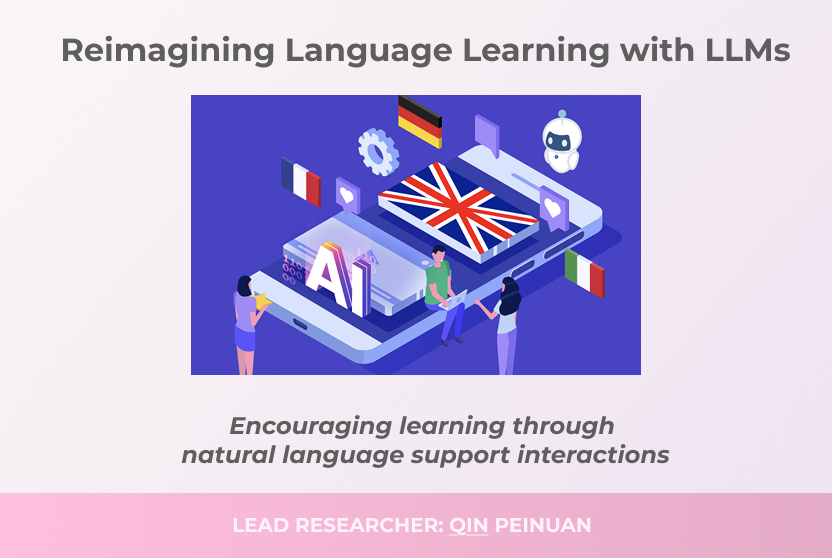 Reimagining Language Learning with LLMs
AI
Encouraging learning through
natural language support interactions
LEAD RESEARCHER: QIN PEINUAN